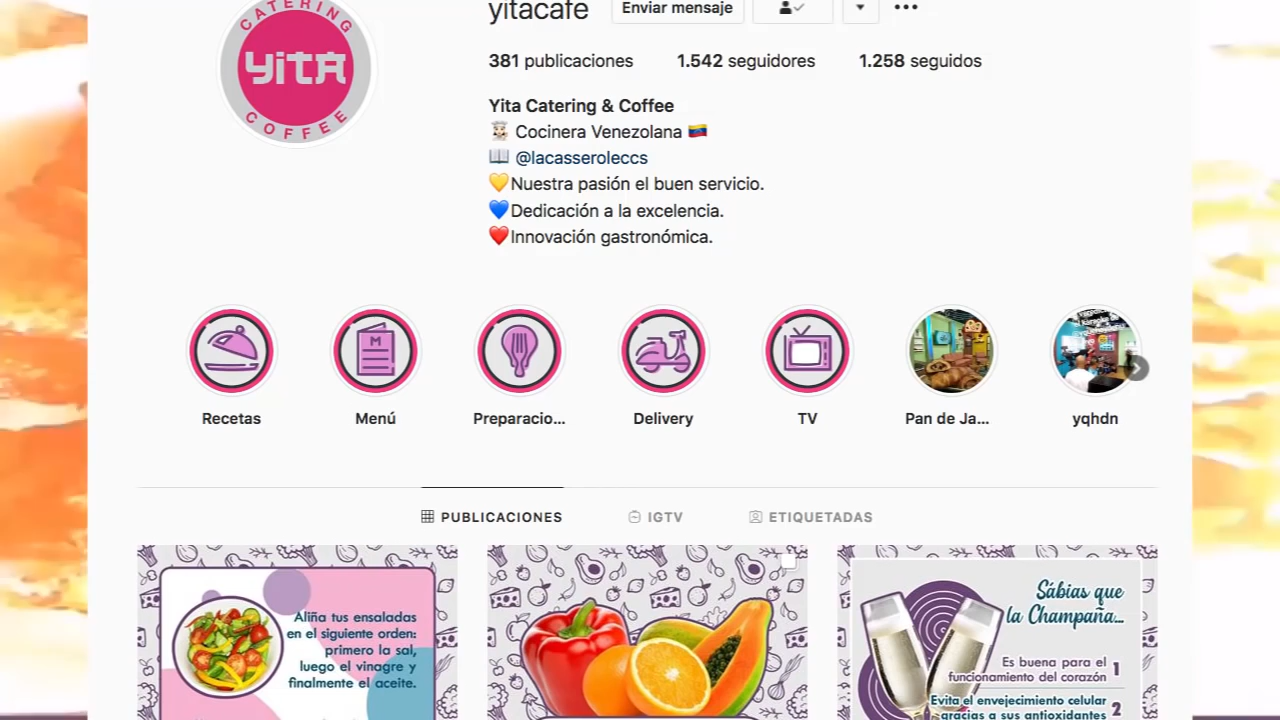 CATERING
YiTA
COFFEE
yitacafe
Enviar mensaje
381 publicaciones
1.542 seguidores
1.258 seguidos
Yita Catering & Coffee
Cocinera Venezolana
@lacasseroleccs
Nuestra pasión el buen servicio.
Dedicación a la excelencia.
Innovación gastronómica.
M
Recetas
Menú
Preparacio...
Delivery
TV
Pan de Ja...
yqhdn
PUBLICACIONES
IGTV
ETIQUETADAS
Aliña tus ensaladas
en el siguiente orden:
primero la sal,
luego el vinagre y
finalmente el aceite.
Sábias que
la Champaña...
Es buena para el
funcionamiento del corazón
1
Evita el envejecimiento celular
gracias a sus antioxidantes
2